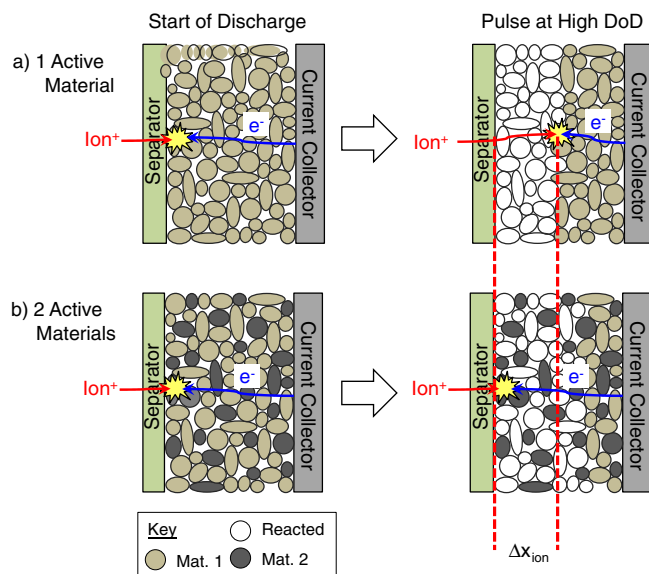 Start of Discharge
Pulse at High DoD
a) 1 Active
Material
Separator
Ion⁺
e⁻
Current Collector
Separator
Ion⁺
e⁻
Current Collector
b) 2 Active
Materials
Separator
Ion⁺
e⁻
Current Collector
Separator
Ion⁺
e⁻
Current Collector
Key
Reacted
Mat. 1
Mat. 2
Δx_ion